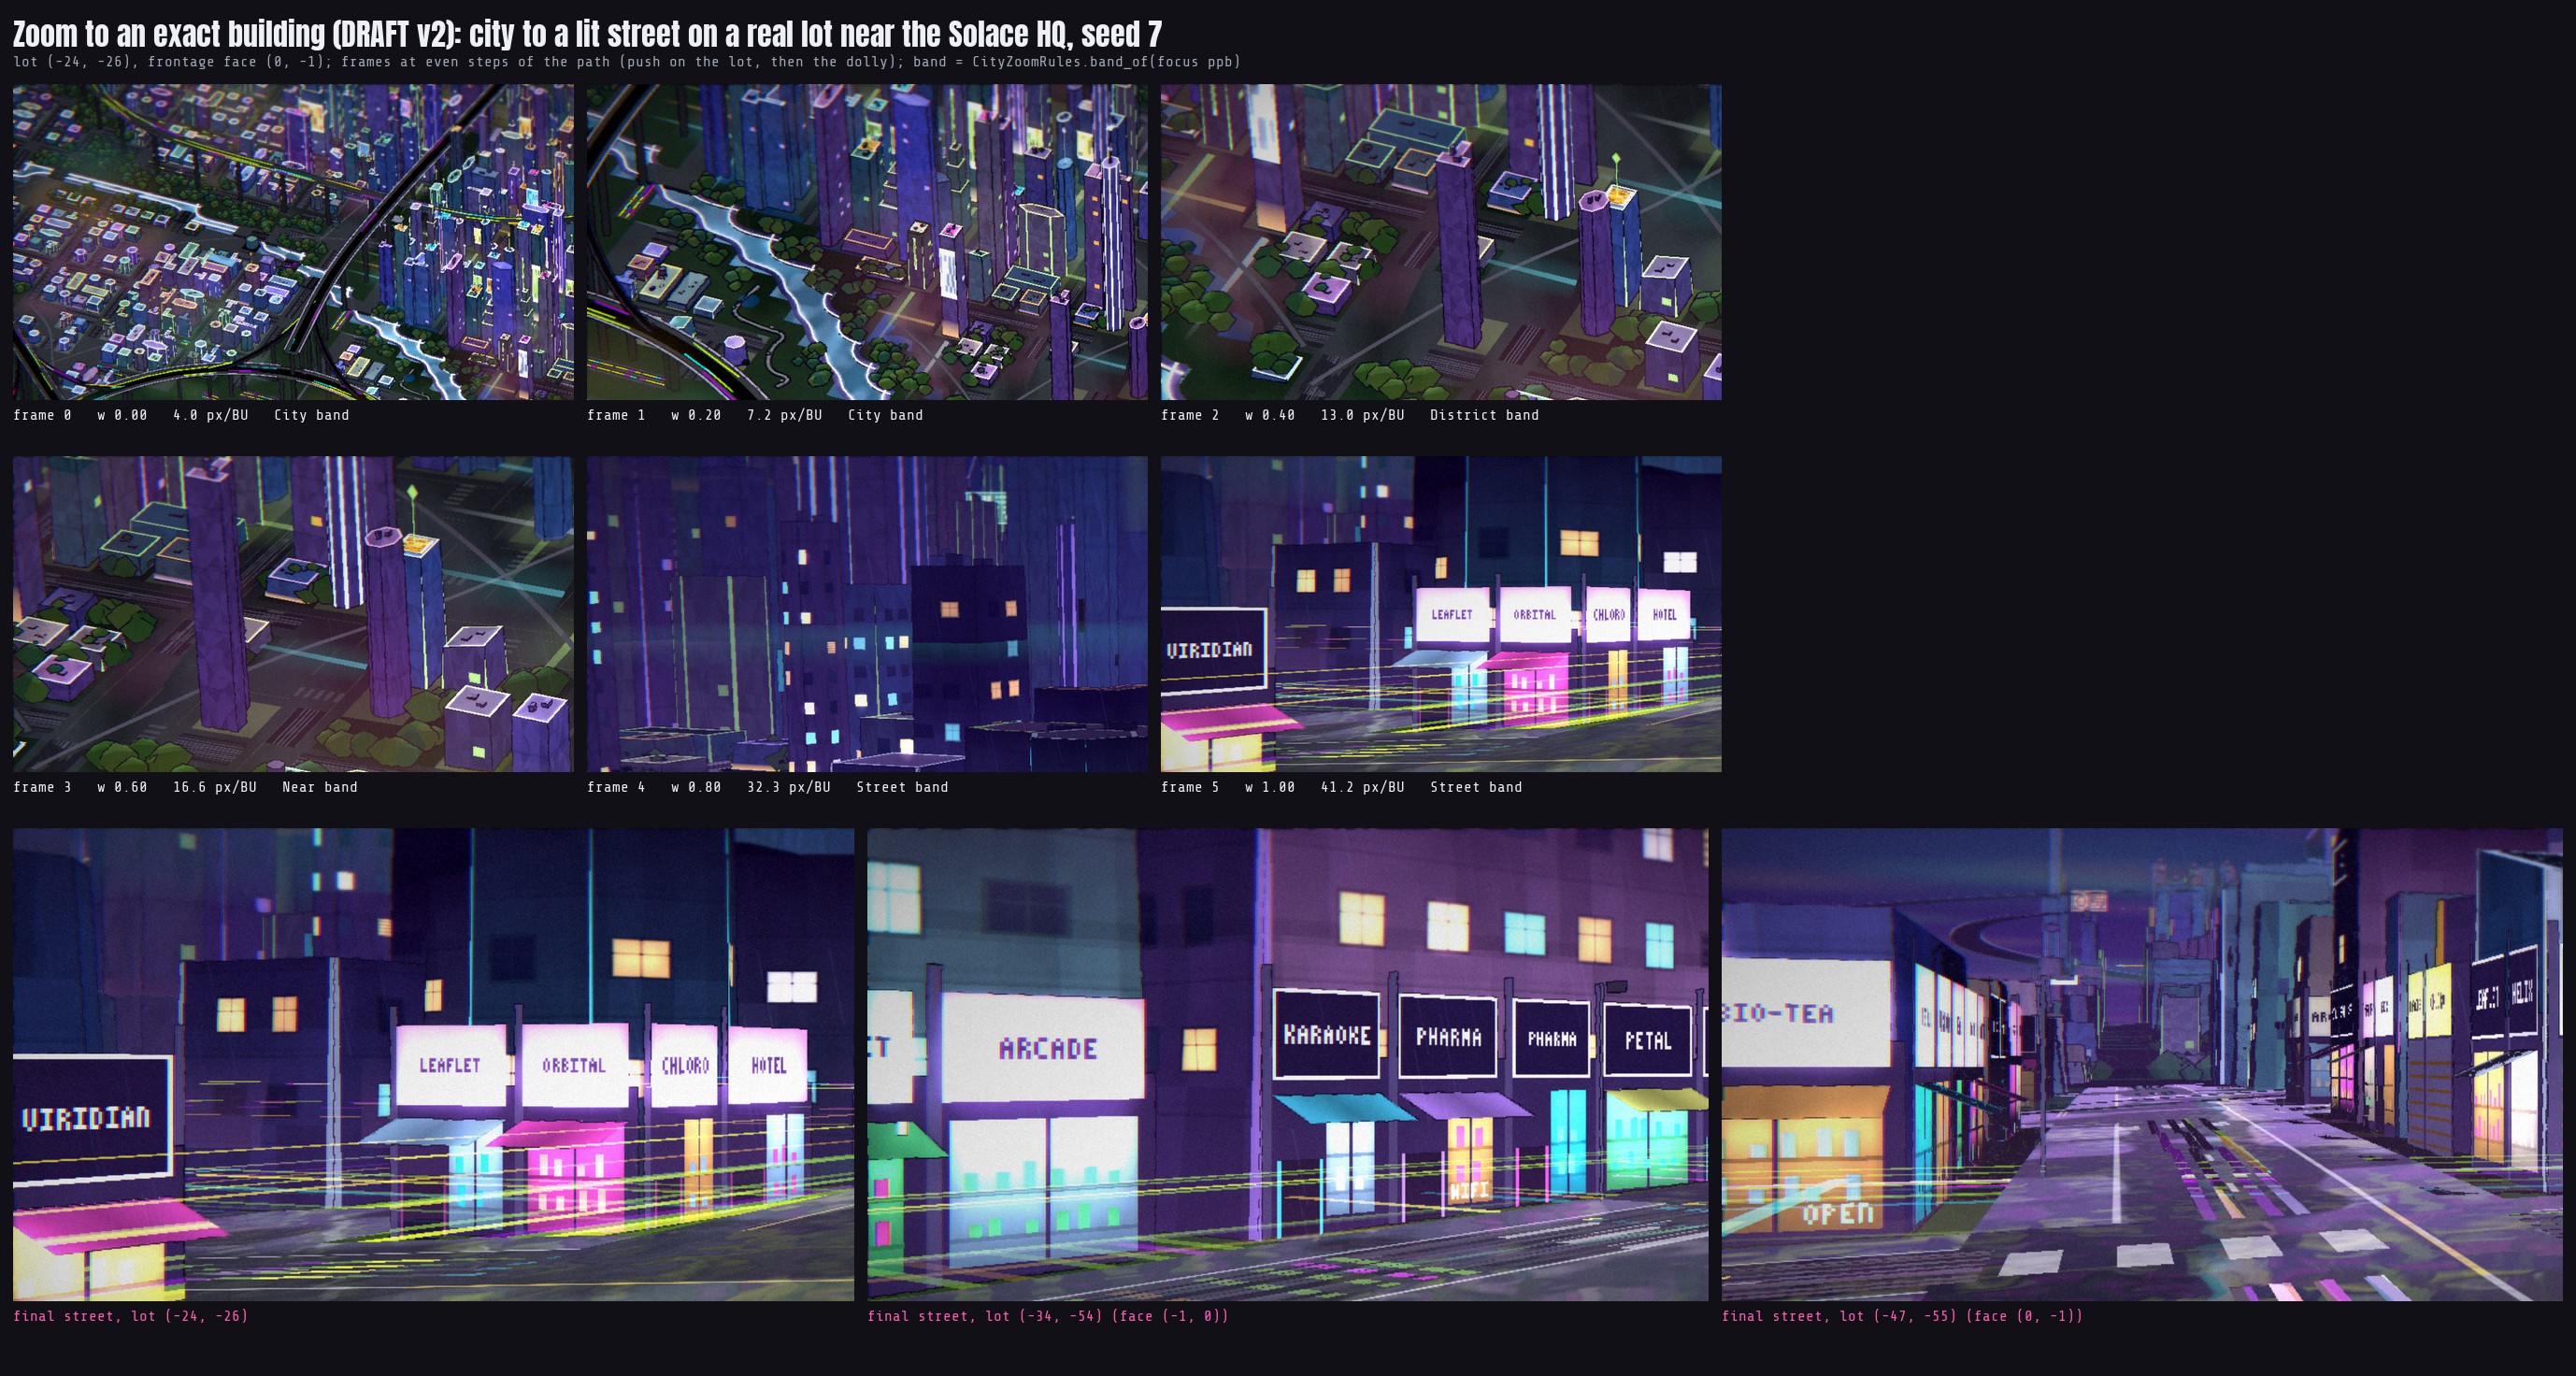 Zoom to an exact building (DRAFT v2): city to a lit street on a real lot near the Solace HQ, seed 7
lot (-24, -26), frontage face (0, -1); frames at even steps of the path (push on the lot, then the dolly); band = CityZoomRules.band_of(focus ppb)
frame 0 w 0.00 4.0 px/BU City band
frame 1 w 0.20 7.2 px/BU City band
frame 2 w 0.40 13.0 px/BU District band
LEAFLET ORBITAL CHLORO HOTEL
VIRIDIAN
frame 3 w 0.60 16.6 px/BU Near band
frame 4 w 0.80 32.3 px/BU Street band
frame 5 w 1.00 41.2 px/BU Street band
LEAFLET ORBITAL CHLORO HOTEL
VIRIDIAN
ARCADE KARAOKE PHARMA PHARMA PETAL
WIFI
BIO-TEA
HELIX
OPEN
final street, lot (-24, -26)
final street, lot (-34, -54) (face (-1, 0))
final street, lot (-47, -55) (face (0, -1))